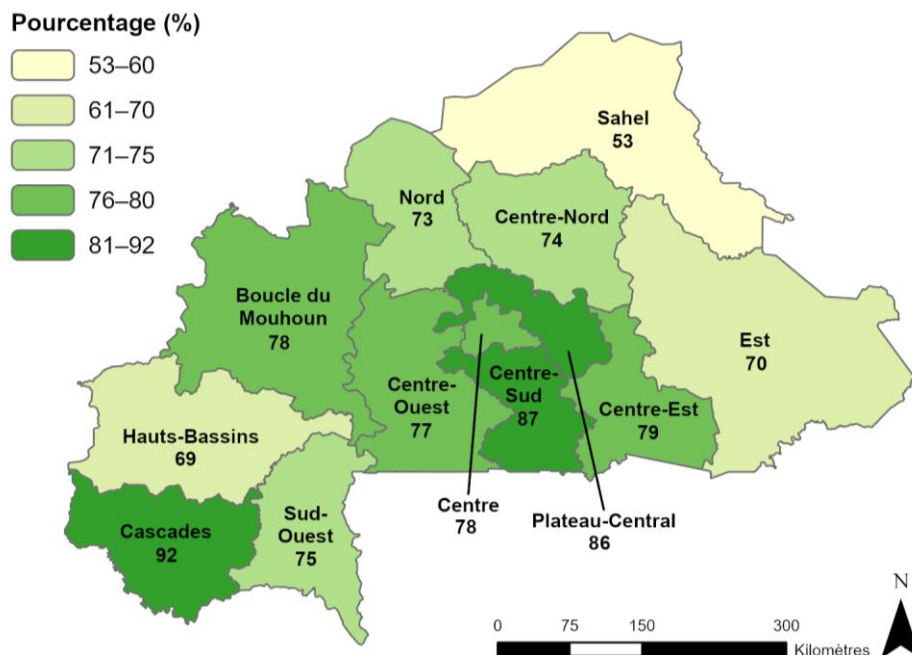 Pourcentage (%)
53–60
61–70
71–75
76–80
81–92
Sahel
53
Nord
73
Centre-Nord
74
Boucle du
Mouhoun
78
Est
70
Centre-
Ouest
77
Centre-
Sud
87
Centre-Est
79
Hauts-Bassins
69
Centre
78
Plateau-Central
86
Cascades
92
Sud-
Ouest
75
N
0 75 150 300
Kilomètres